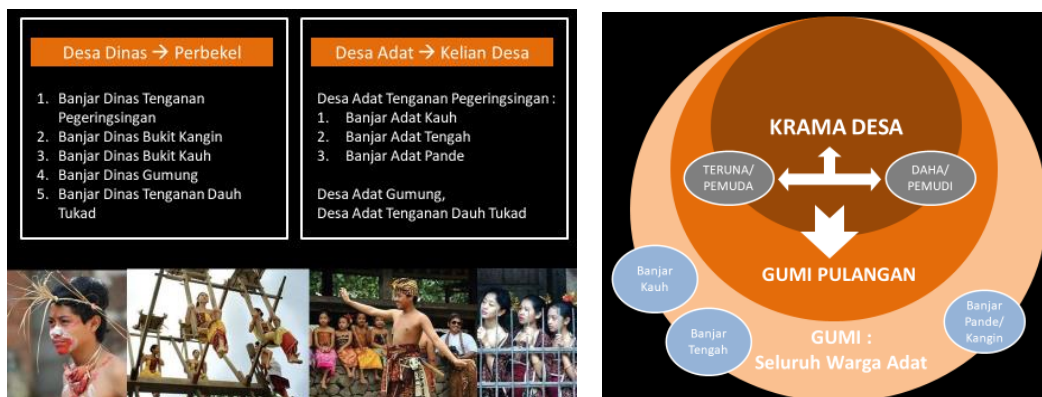 Desa Dinas → Perbekel
1. Banjar Dinas Tenganan
Pegeringsingan
2. Banjar Dinas Bukit Kangin
3. Banjar Dinas Bukit Kauh
4. Banjar Dinas Gumung
5. Banjar Dinas Tenganan Dauh
Tukad
Desa Adat → Kelian Desa
Desa Adat Tenganan Pegeringsingan :
1. Banjar Adat Kauh
2. Banjar Adat Tengah
3. Banjar Adat Pande
Desa Adat Gumung,
Desa Adat Tenganan Dauh Tukad
KRAMA DESA
TERUNA/
PEMUDA
DAHA/
PEMUDI
GUMI PULANGAN
Banjar
Kauh
Banjar
Tengah
Banjar
Pande/
Kangin
GUMI :
Seluruh Warga Adat